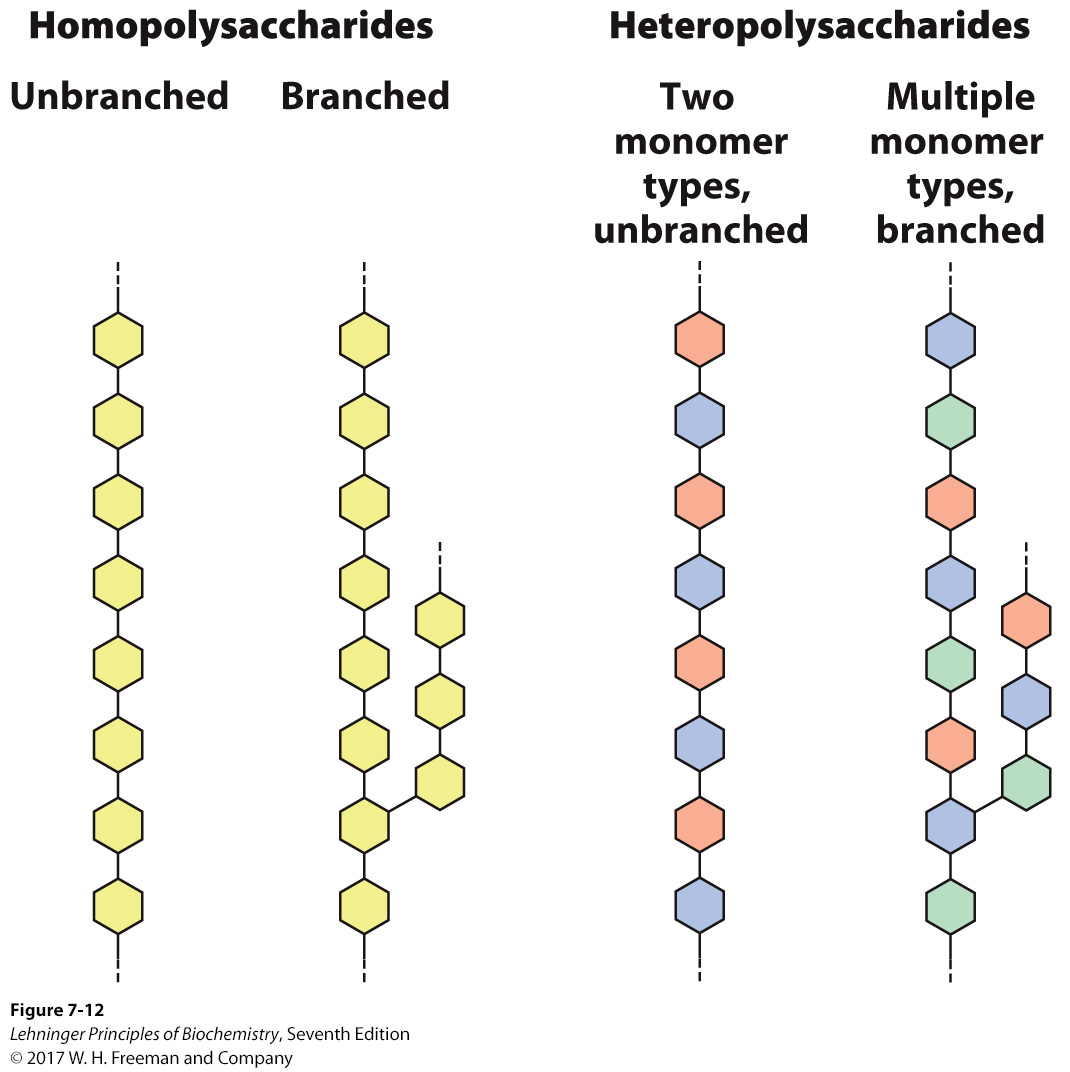 Homopolysaccharides
Heteropolysaccharides
Unbranched
Branched
Two
monomer
types,
unbranched
Multiple
monomer
types,
branched
Figure 7-12
Lehninger Principles of Biochemistry, Seventh Edition
© 2017 W. H. Freeman and Company